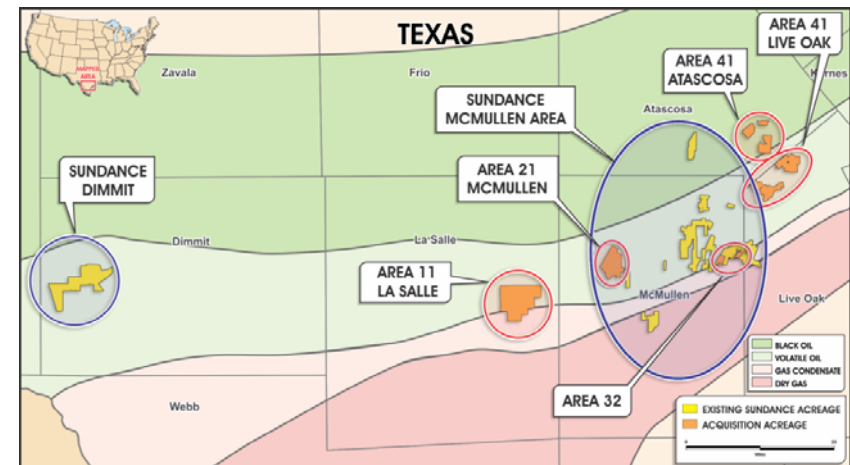 TEXAS
MAPPED
AREA
Zavala
Frio
Atascosa
Karnes
AREA 41
LIVE OAK
AREA 41
ATASCOSA
SUNDANCE
MCMULLEN AREA
AREA 21
MCMULLEN
SUNDANCE
DIMMIT
Dimmit
La Salle
AREA 11
LA SALLE
McMullen
Live Oak
Webb
AREA 32
BLACK OIL
VOLATILE OIL
GAS CONDENSATE
DRY GAS
EXISTING SUNDANCE ACREAGE
ACQUISITION ACREAGE